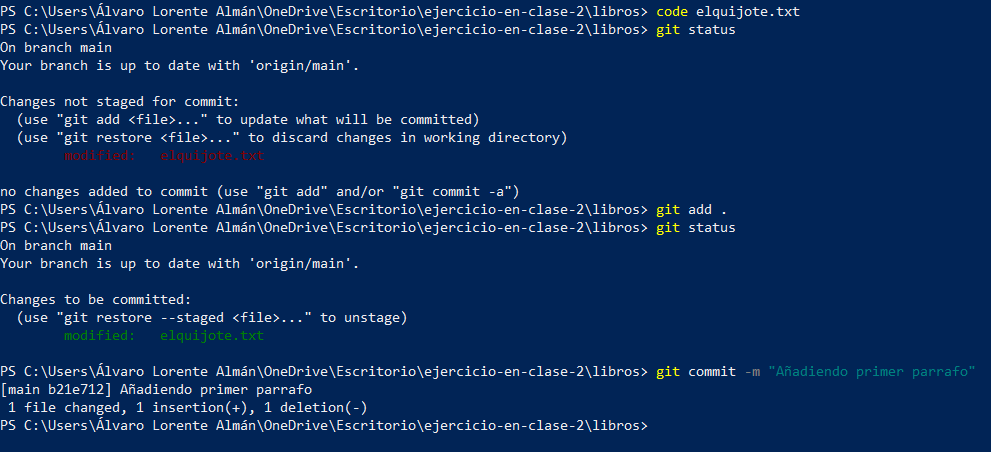 PS C:\Users\Álvaro Lorente Almán\OneDrive\Escritorio\ejercicio-en-clase-2\libros> code elquijote.txt
PS C:\Users\Álvaro Lorente Almán\OneDrive\Escritorio\ejercicio-en-clase-2\libros> git status
On branch main
Your branch is up to date with 'origin/main'.
Changes not staged for commit:
(use "git add <file>..." to update what will be committed)
(use "git restore <file>..." to discard changes in working directory)
modified: elquijote.txt
no changes added to commit (use "git add" and/or "git commit -a")
PS C:\Users\Álvaro Lorente Almán\OneDrive\Escritorio\ejercicio-en-clase-2\libros> git add .
PS C:\Users\Álvaro Lorente Almán\OneDrive\Escritorio\ejercicio-en-clase-2\libros> git status
On branch main
Your branch is up to date with 'origin/main'.
Changes to be committed:
(use "git restore --staged <file>..." to unstage)
modified: elquijote.txt
PS C:\Users\Álvaro Lorente Almán\OneDrive\Escritorio\ejercicio-en-clase-2\libros> git commit -m "Añadiendo primer parrafo"
[main b21e712] Añadiendo primer parrafo
1 file changed, 1 insertion(+), 1 deletion(-)
PS C:\Users\Álvaro Lorente Almán\OneDrive\Escritorio\ejercicio-en-clase-2\libros>